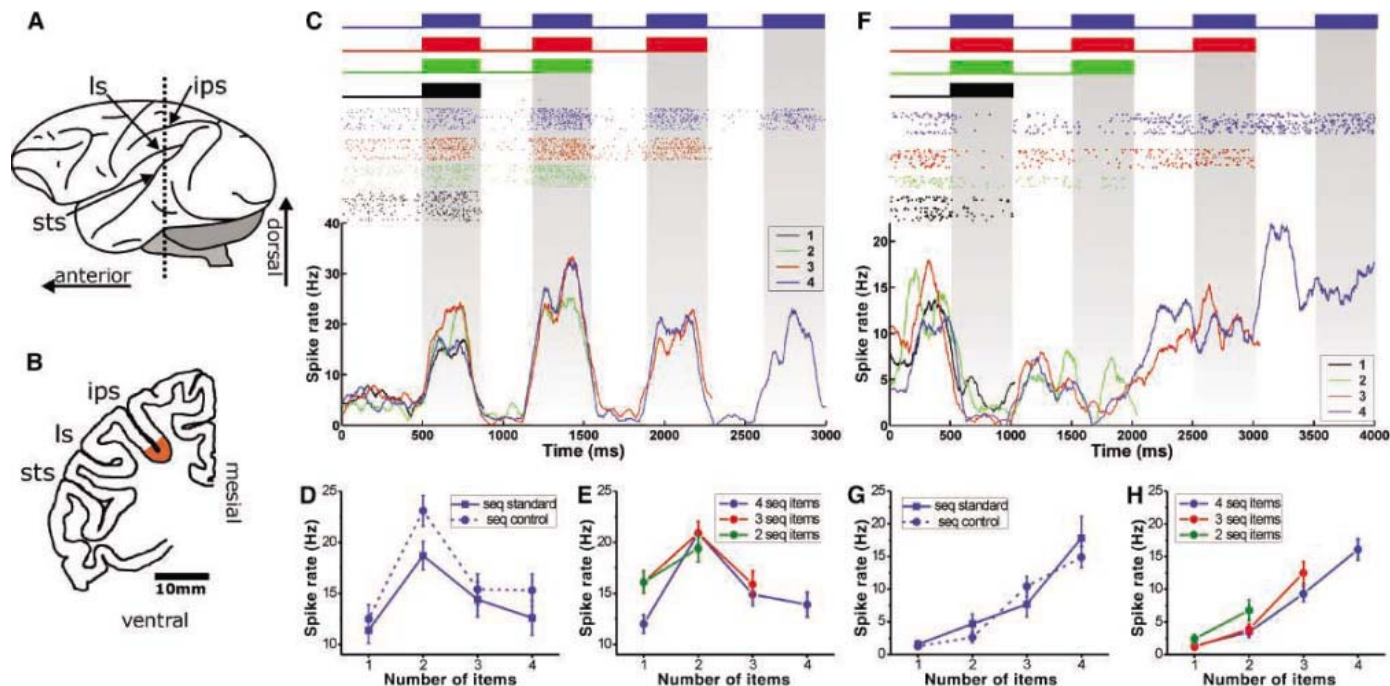 A
ls
ips
sts
anterior
dorsal
B
ips
ls
sts
mesial
10mm
ventral
C
40
30
20
10
0
Spike rate (Hz)
1
2
3
4
0 500 1000 1500 2000 2500 3000
Time (ms)
F
20
15
10
5
0
Spike rate (Hz)
1
2
3
4
0 500 1000 1500 2000 2500 3000 3500 4000
Time (ms)
D
25
20
15
10
Spike rate (Hz)
seq standard
seq control
1 2 3 4
Number of items
E
25
20
15
10
Spike rate (Hz)
4 seq items
3 seq items
2 seq items
1 2 3 4
Number of items
G
25
20
15
10
5
0
Spike rate (Hz)
seq standard
seq control
1 2 3 4
Number of items
H
25
20
15
10
5
0
Spike rate (Hz)
4 seq items
3 seq items
2 seq items
1 2 3 4
Number of items